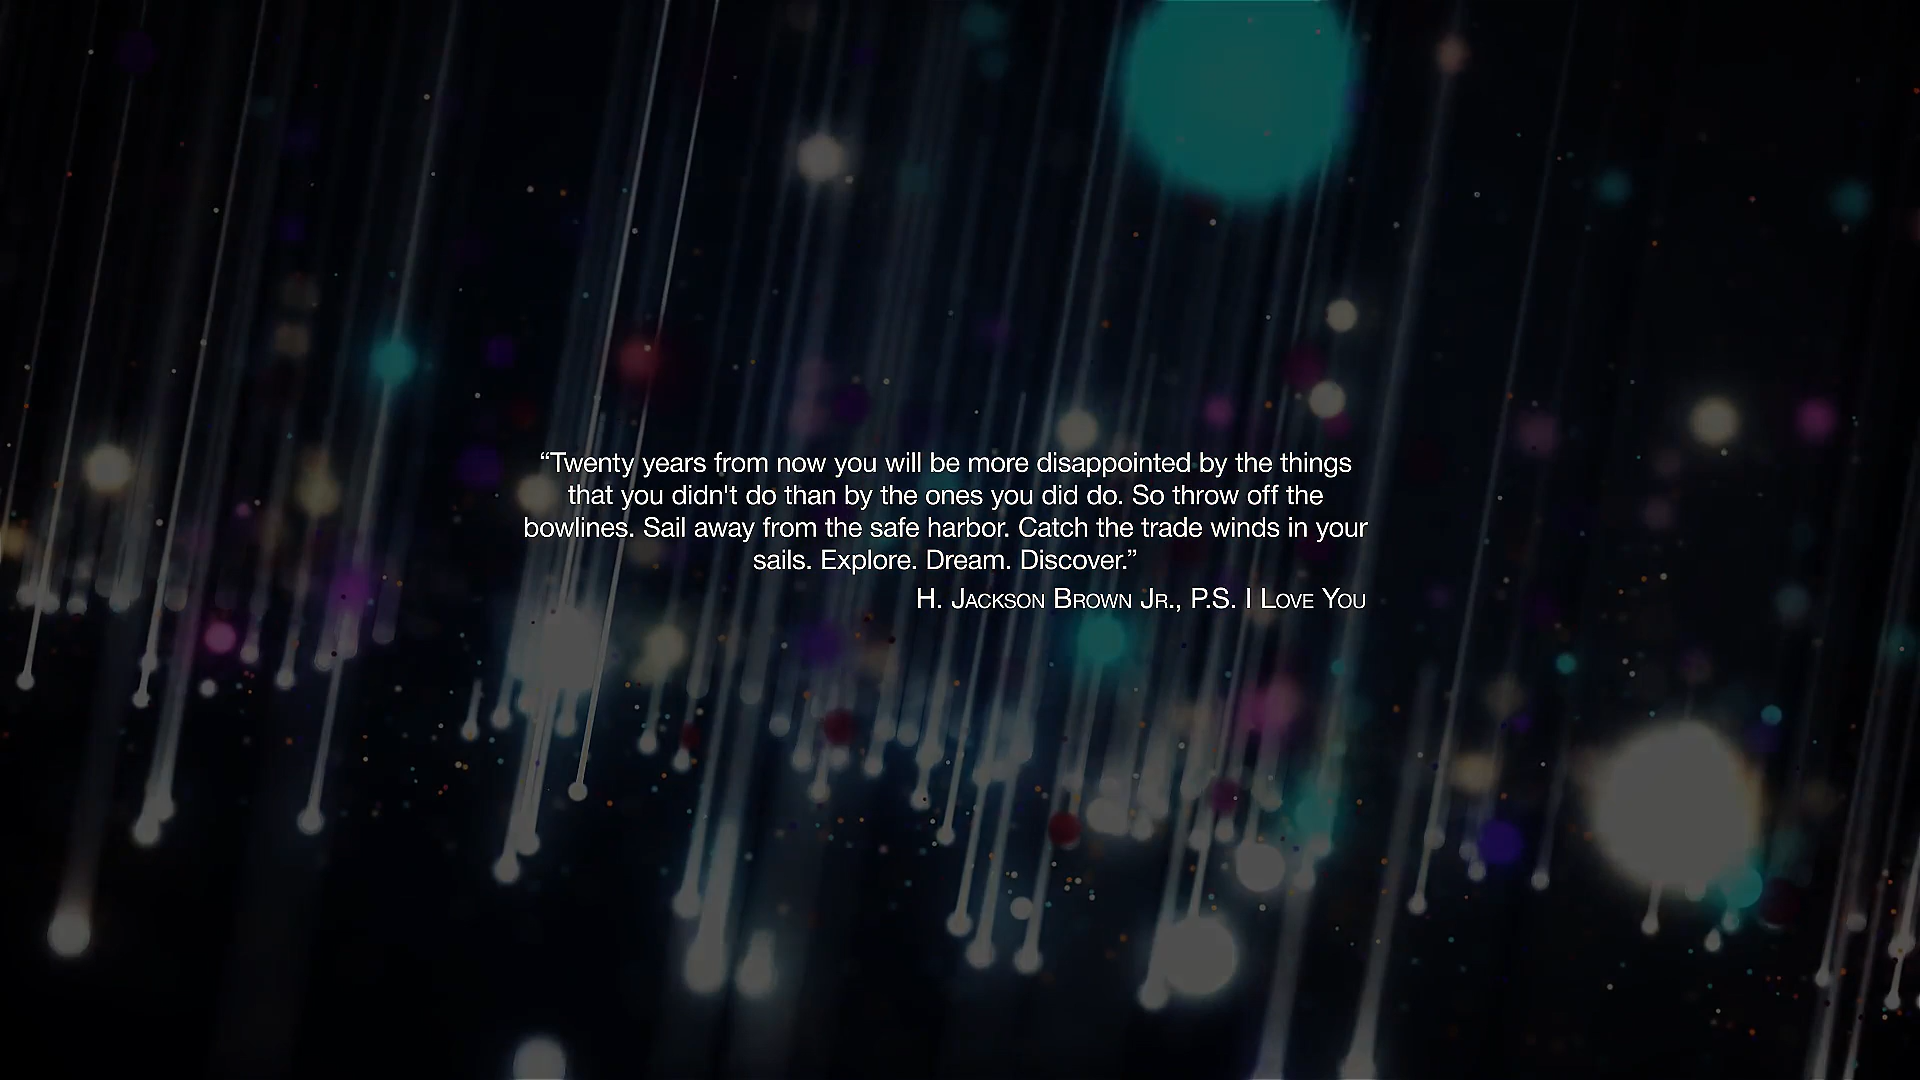 “Twenty years from now you will be more disappointed by the things
that you didn't do than by the ones you did do. So throw off the
bowlines. Sail away from the safe harbor. Catch the trade winds in your
sails. Explore. Dream. Discover.”
H. Jackson Brown Jr., P.S. I Love You